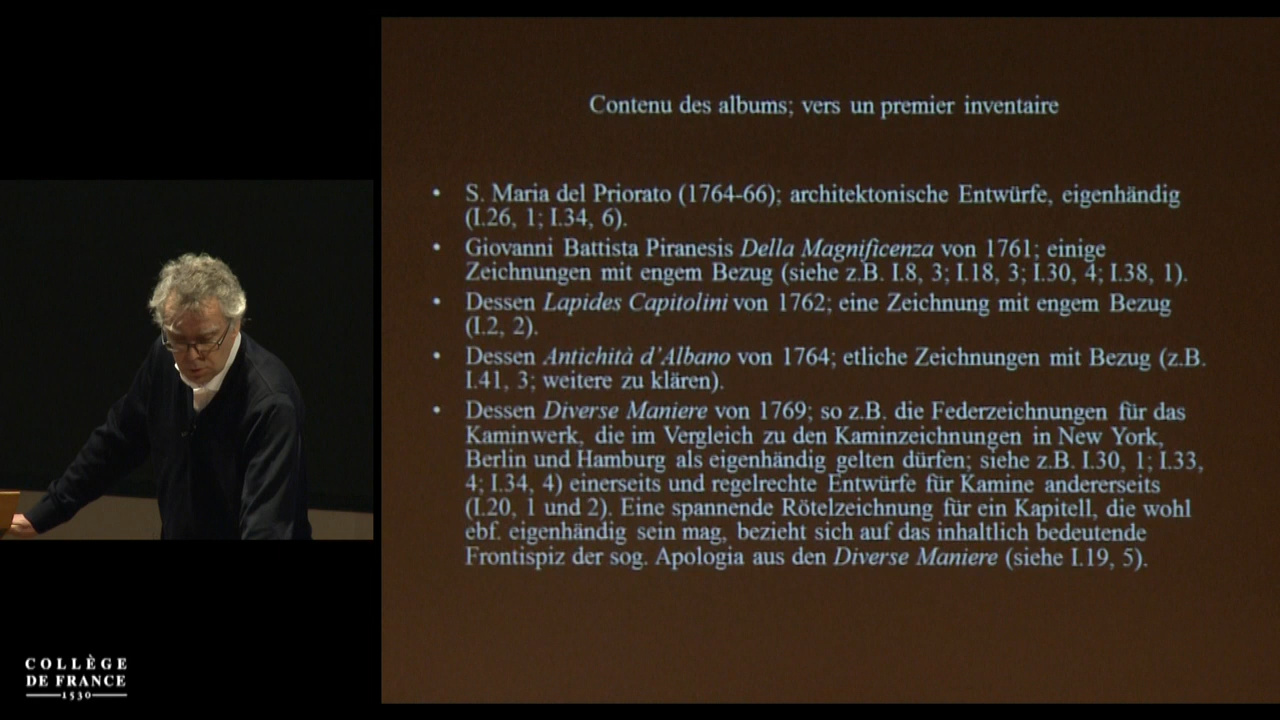 Contenu des albums; vers un premier inventaire
• S. Maria del Priorato (1764-66); architektonische Entwürfe, eigenhändig
(I.26, 1; I.34, 6).
• Giovanni Battista Piranesis Della Magnificenza von 1761; einige
Zeichnungen mit engem Bezug (siehe z.B. I.8, 3; I.18, 3; I.30, 4; I.38, 1).
• Dessen Lapides Capitolini von 1762; eine Zeichnung mit engem Bezug
(I.2, 2).
• Dessen Antichità d'Albano von 1764; etliche Zeichnungen mit Bezug (z.B.
I.41, 3; weitere zu klären).
• Dessen Diverse Maniere von 1769; so z.B. die Federzeichnungen für das
Kaminwerk, die im Vergleich zu den Kaminzeichnungen in New York,
Berlin und Hamburg als eigenhändig gelten dürfen; siehe z.B. I.30, 1; I.33,
4; I.34, 4) einerseits und regelrechte Entwürfe für Kamine andererseits
(I.20, 1 und 2). Eine spannende Rötelzeichnung für ein Kapitell, die wohl
ebf. eigenhändig sein mag, bezieht sich auf das inhaltlich bedeutende
Frontispiz der sog. Apologia aus den Diverse Maniere (siehe I.19, 5).
COLLÈGE
DE FRANCE
1530